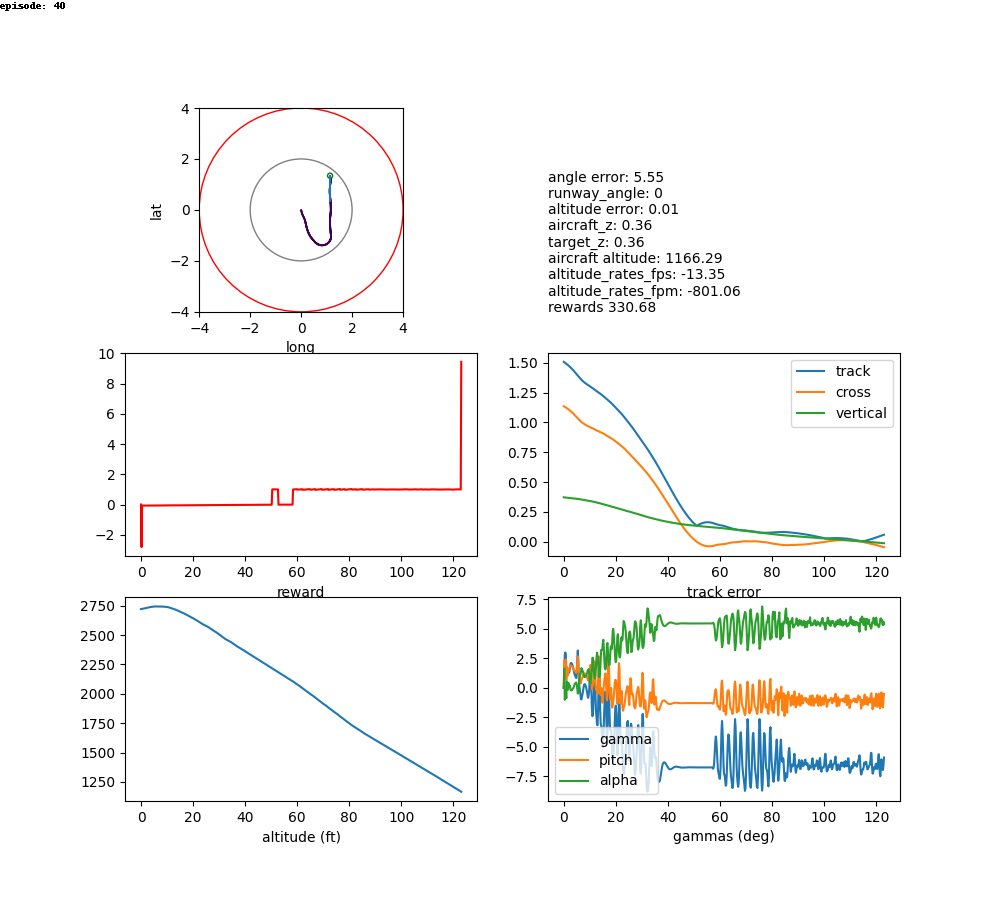 episode: 40
4
2
0
−2
−4
lat
−4 −2 0 2 4
long
angle error: 5.55
runway_angle: 0
altitude error: 0.01
aircraft_z: 0.36
target_z: 0.36
aircraft altitude: 1166.29
altitude_rates_fps: -13.35
altitude_rates_fpm: -801.06
rewards 330.68
10
8
6
4
2
0
−2
0 20 40 60 80 100 120
reward
1.50
1.25
1.00
0.75
0.50
0.25
0.00
track
cross
vertical
0 20 40 60 80 100 120
track error
2750
2500
2250
2000
1750
1500
1250
0 20 40 60 80 100 120
altitude (ft)
7.5
5.0
2.5
0.0
−2.5
−5.0
−7.5
gamma
pitch
alpha
0 20 40 60 80 100 120
gammas (deg)